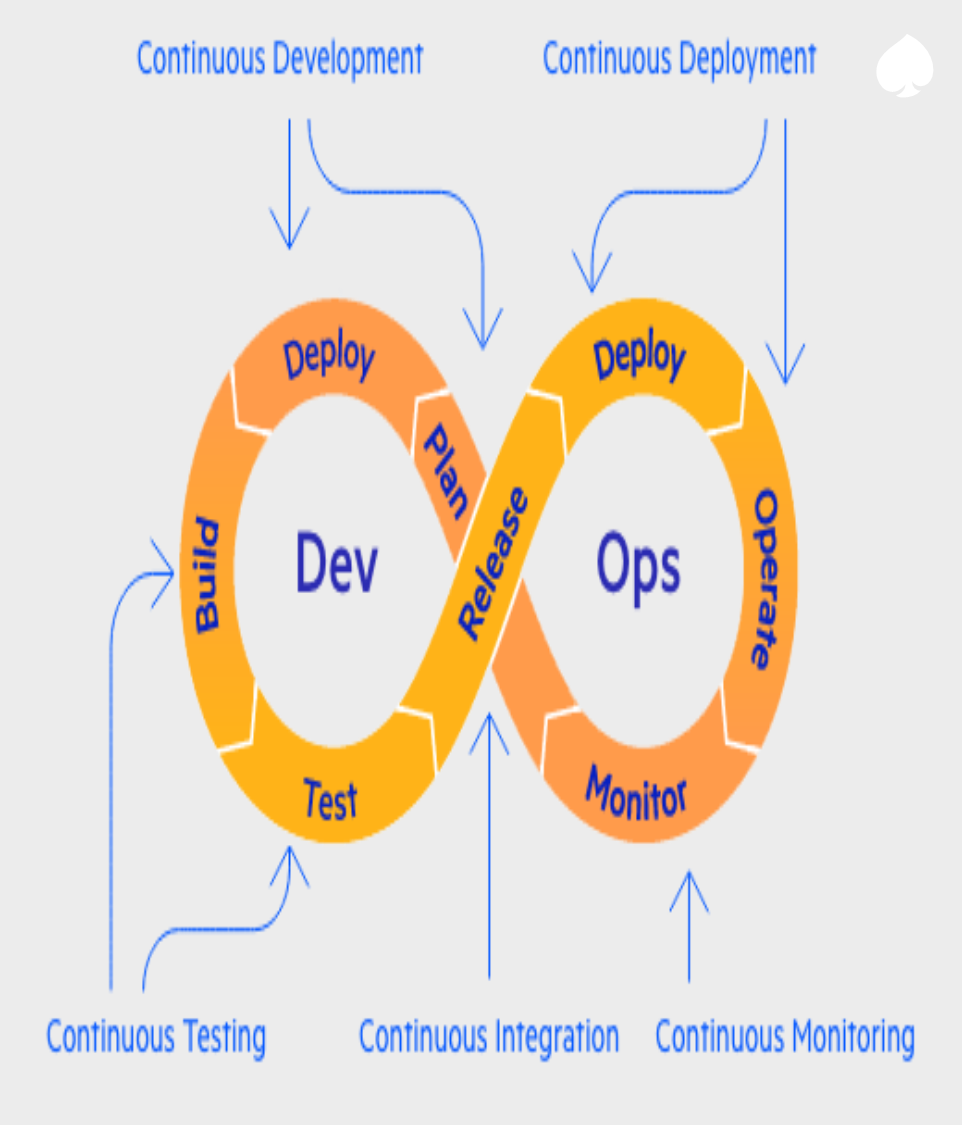 Continuous Development
Continuous Deployment
Deploy
Deploy
Plan
Release
Build
Operate
Dev
Ops
Test
Monitor
Continuous Testing
Continuous Integration
Continuous Monitoring